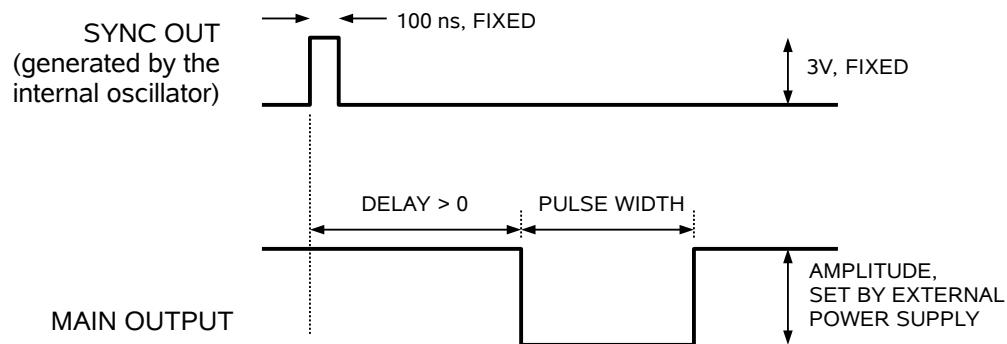 100 ns, FIXED
SYNC OUT
(generated by the
internal oscillator)
3V, FIXED
DELAY > 0
PULSE WIDTH
AMPLITUDE,
SET BY EXTERNAL
POWER SUPPLY
MAIN OUTPUT